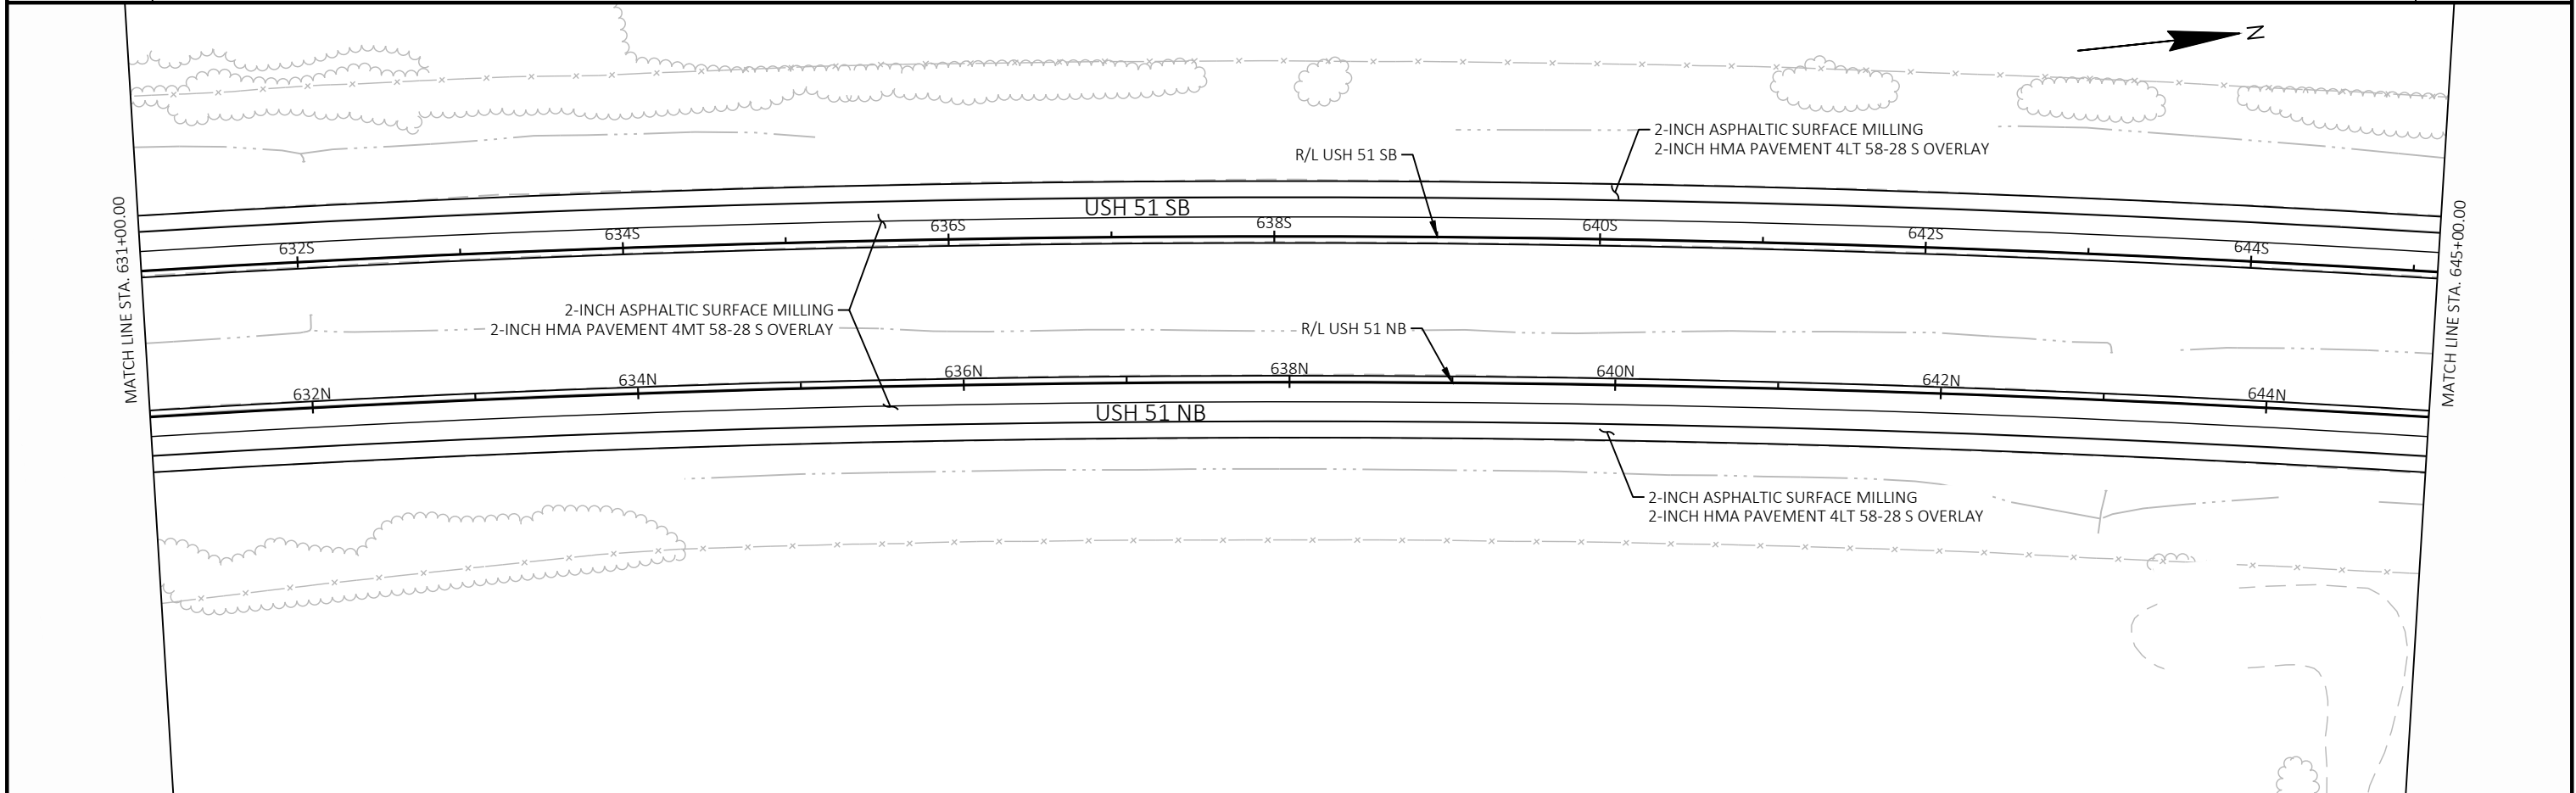 N
2-INCH ASPHALTIC SURFACE MILLING
2-INCH HMA PAVEMENT 4LT 58-28 S OVERLAY
R/L USH 51 SB
USH 51 SB
632S
634S
636S
638S
640S
642S
644S
MATCH LINE STA. 631+00.00
MATCH LINE STA. 645+00.00
2-INCH ASPHALTIC SURFACE MILLING
2-INCH HMA PAVEMENT 4MT 58-28 S OVERLAY
R/L USH 51 NB
632N
634N
636N
638N
640N
642N
644N
USH 51 NB
2-INCH ASPHALTIC SURFACE MILLING
2-INCH HMA PAVEMENT 4LT 58-28 S OVERLAY